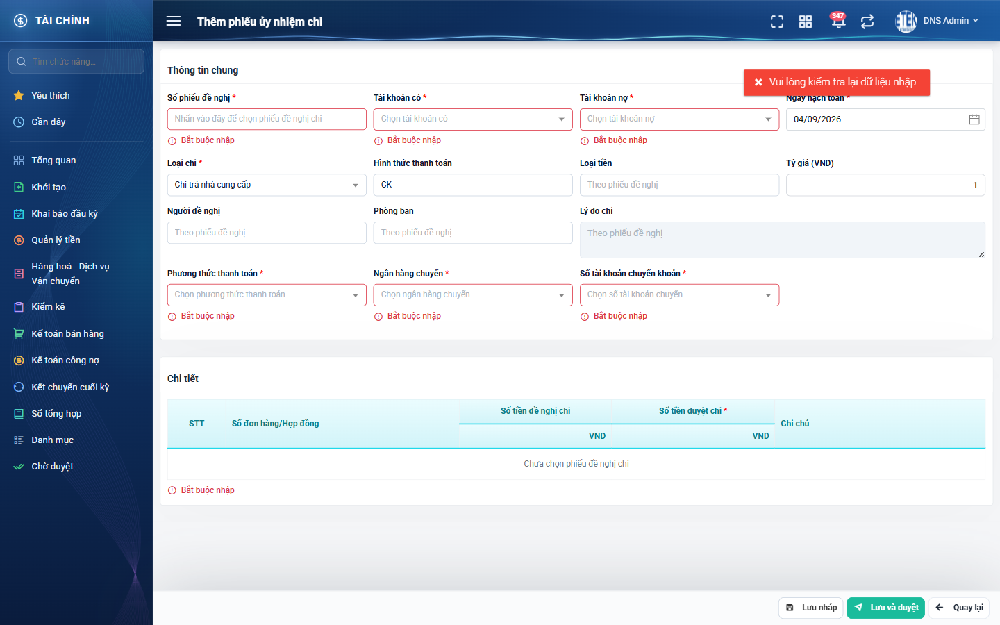 TÀI CHÍNH
Tìm chức năng...
Yêu thích
Gần đây
Tổng quan
Khởi tạo
Khai báo đầu kỳ
Quản lý tiền
Hàng hoá - Dịch vụ -
Vận chuyển
Kiểm kê
Kế toán bán hàng
Kế toán công nợ
Kết chuyển cuối kỳ
Sổ tổng hợp
Danh mục
Chờ duyệt
Thêm phiếu ủy nhiệm chi
347
DNS Admin
Vui lòng kiểm tra lại dữ liệu nhập
Thông tin chung
Số phiếu đề nghị * Tài khoản có * Tài khoản nợ * Ngày hạch toán *
Nhấn vào đây để chọn phiếu đề nghị chi Chọn tài khoản có Chọn tài khoản nợ 04/09/2026
Bắt buộc nhập Bắt buộc nhập Bắt buộc nhập
Loại chi * Hình thức thanh toán Loại tiền Tỷ giá (VND)
Chi trả nhà cung cấp CK Theo phiếu đề nghị 1
Người đề nghị Phòng ban Lý do chi
Theo phiếu đề nghị Theo phiếu đề nghị Theo phiếu đề nghị
Phương thức thanh toán * Ngân hàng chuyển * Số tài khoản chuyển khoản *
Chọn phương thức thanh toán Chọn ngân hàng chuyển Chọn số tài khoản chuyển
Bắt buộc nhập Bắt buộc nhập Bắt buộc nhập
Chi tiết
STT Số đơn hàng/Hợp đồng Số tiền đề nghị chi Số tiền duyệt chi * Ghi chú
VND VND
Chưa chọn phiếu đề nghị chi
Bắt buộc nhập
Lưu nháp Lưu và duyệt Quay lại